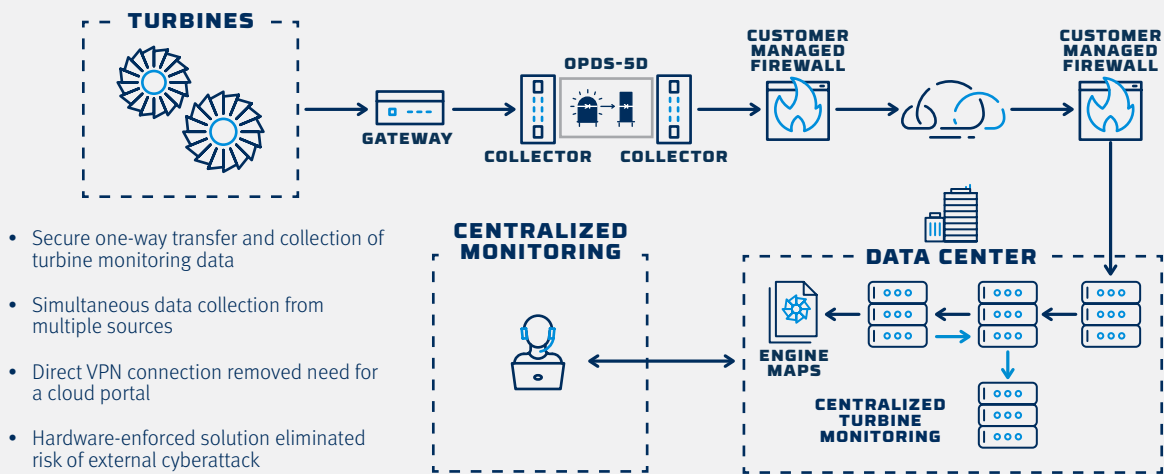 TURBINES
GATEWAY
OPDS-5D
COLLECTOR
COLLECTOR
CUSTOMER
MANAGED
FIREWALL
CUSTOMER
MANAGED
FIREWALL
• Secure one-way transfer and collection of
turbine monitoring data
• Simultaneous data collection from
multiple sources
• Direct VPN connection removed need for
a cloud portal
• Hardware-enforced solution eliminated
risk of external cyberattack
CENTRALIZED
MONITORING
DATA CENTER
ENGINE
MAPS
CENTRALIZED
TURBINE
MONITORING